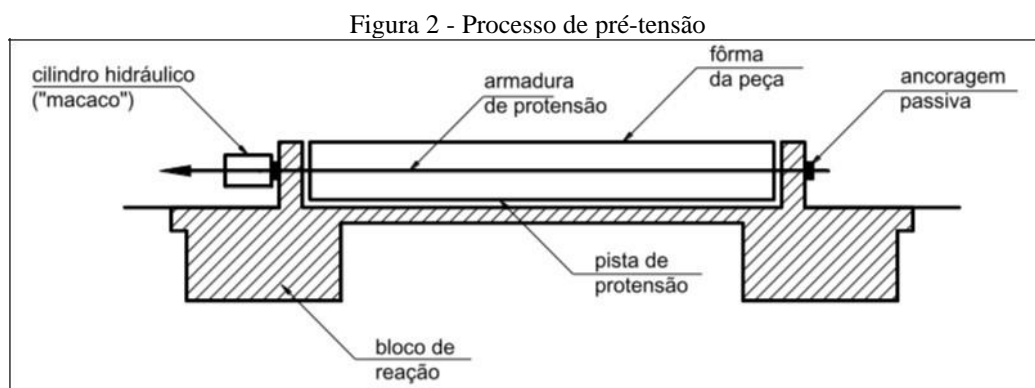 Figura 2 - Processo de pré-tensão
cilindro hidráulico
("macaco")
armadura
de protensão
fôrma
da peça
ancoragem
passiva
pista de
protensão
bloco de
reação